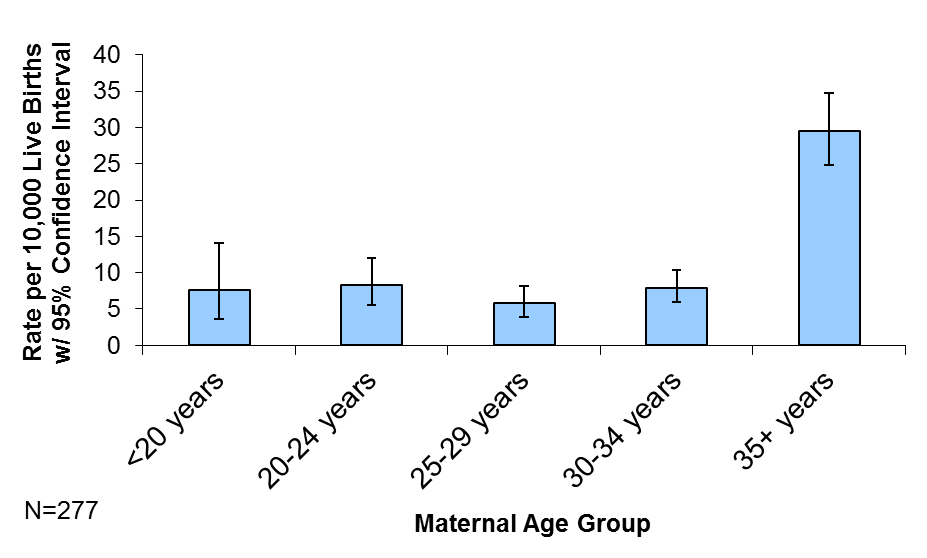 Rate per 10,000 Live Births
w/ 95% Confidence Interval
40
35
30
25
20
15
10
5
0
<20 years
20-24 years
25-29 years
30-34 years
35+ years
N=277
Maternal Age Group